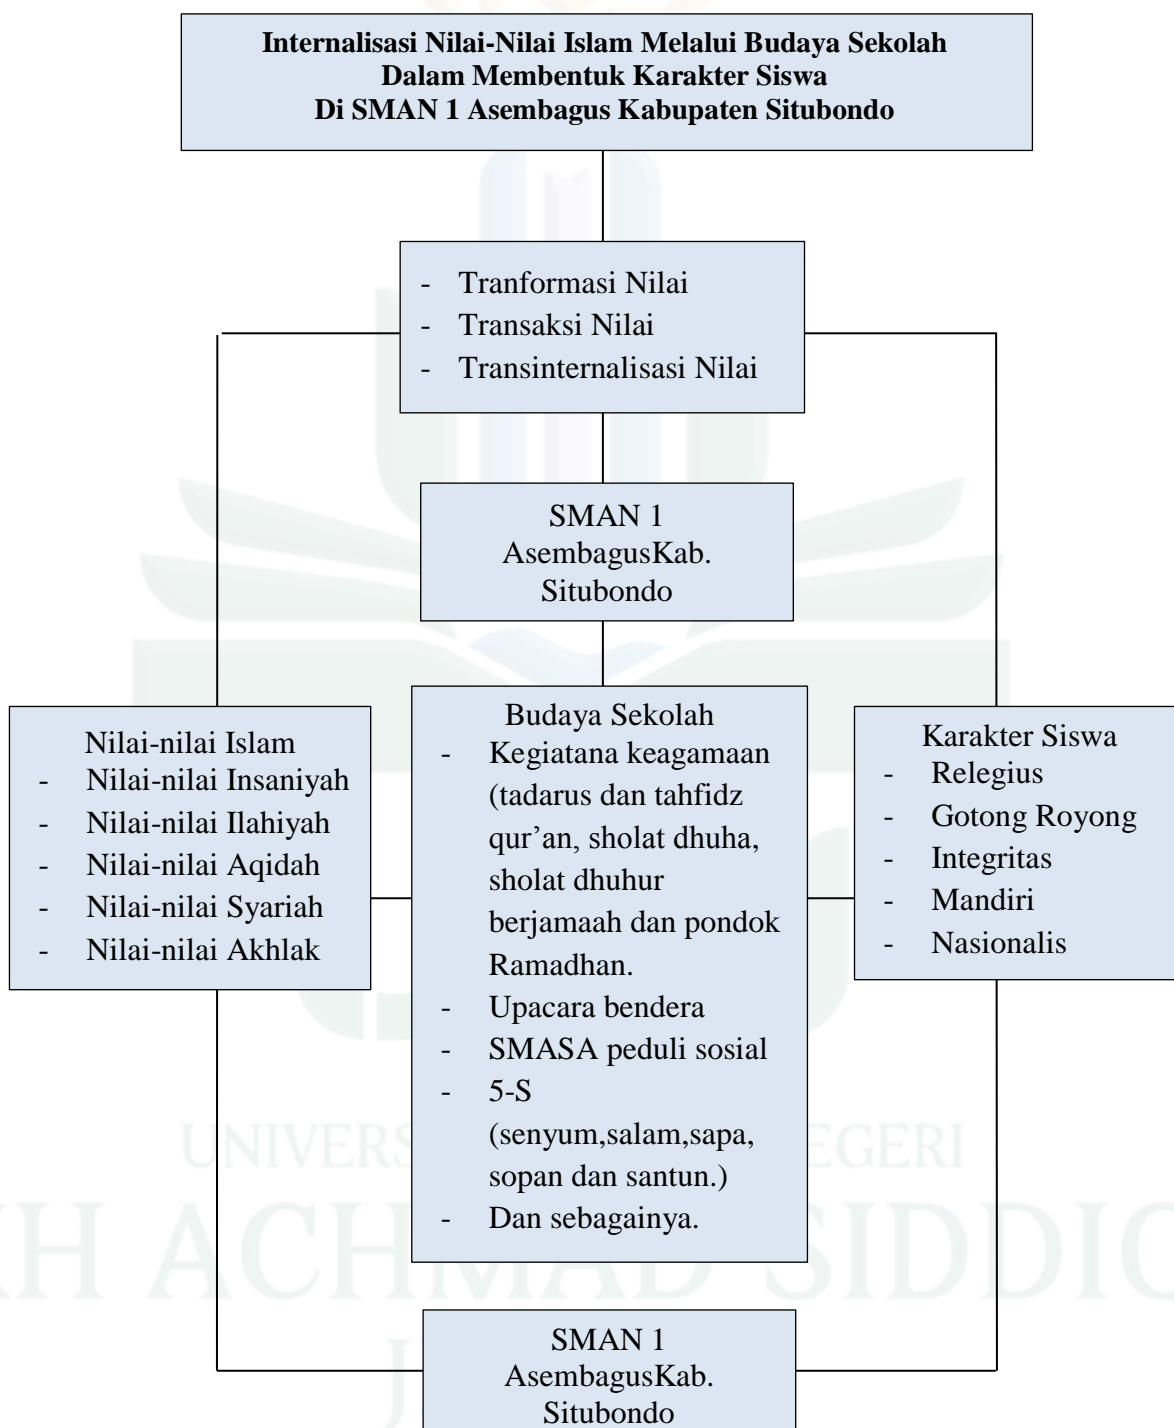 Internalisasi Nilai-Nilai Islam Melalui Budaya Sekolah
Dalam Membentuk Karakter Siswa
Di SMAN 1 Asembagus Kabupaten Situbondo
- Tranformasi Nilai
- Transaksi Nilai
- Transinternalisasi Nilai
SMAN 1
AsembagusKab.
Situbondo
Nilai-nilai Islam
- Nilai-nilai Insaniyah
- Nilai-nilai Ilahiyah
- Nilai-nilai Aqidah
- Nilai-nilai Syariah
- Nilai-nilai Akhlak
Budaya Sekolah
- Kegiatana keagamaan
(tadarus dan tahfidz
qur’an, sholat dhuha,
sholat dhuhur
berjamaah dan pondok
Ramadhan.
- Upacara bendera
- SMASA peduli sosial
- 5-S
(senyum,salam,sapa,
sopan dan santun.)
- Dan sebagainya.
Karakter Siswa
- Relegius
- Gotong Royong
- Integritas
- Mandiri
- Nasionalis
SMAN 1
AsembagusKab.
Situbondo
ACHMAD